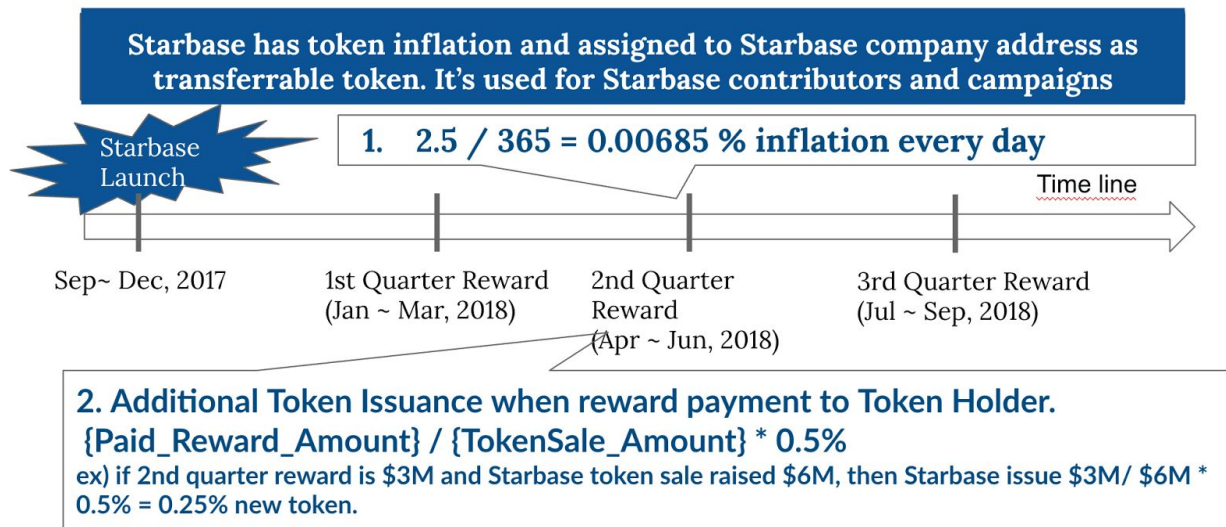 Starbase has token inflation and assigned to Starbase company address as
transferrable token. It’s used for Starbase contributors and campaigns
Starbase
Launch
1. 2.5 / 365 = 0.00685 % inflation every day
Time line
Sep~ Dec, 2017
1st Quarter Reward
(Jan ~ Mar, 2018)
2nd Quarter
Reward
(Apr ~ Jun, 2018)
3rd Quarter Reward
(Jul ~ Sep, 2018)
2. Additional Token Issuance when reward payment to Token Holder.
{Paid_Reward_Amount} / {TokenSale_Amount} * 0.5%
ex) if 2nd quarter reward is $3M and Starbase token sale raised $6M, then Starbase issue $3M/ $6M *
0.5% = 0.25% new token.